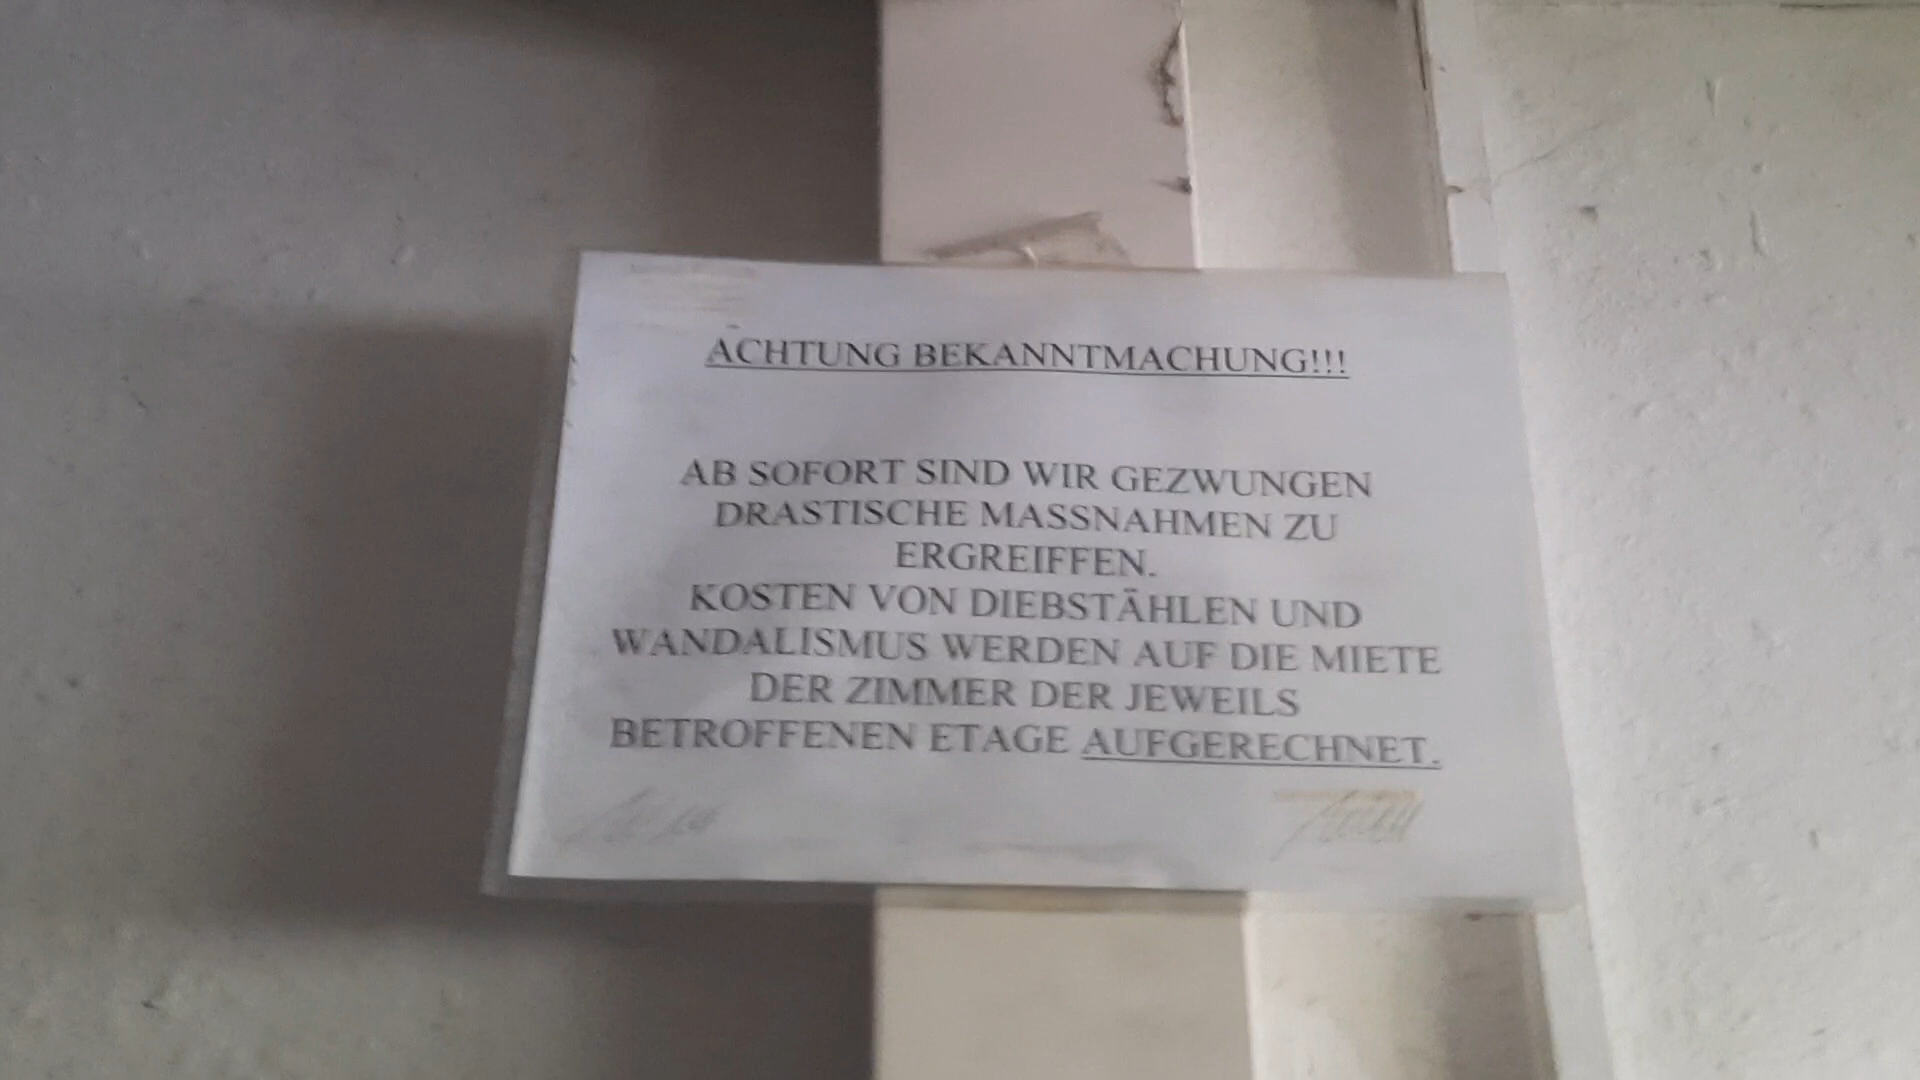 ACHTUNG BEKANNTMACHUNG!!!
AB SOFORT SIND WIR GEZWUNGEN
DRASTISCHE MASSNAHMEN ZU
ERGREIFFEN.
KOSTEN VON DIEBSTÄHLEN UND
WANDALISMUS WERDEN AUF DIE MIETE
DER ZIMMER DER JEWEILS
BETROFFENEN ETAGE AUFGERECHNET.